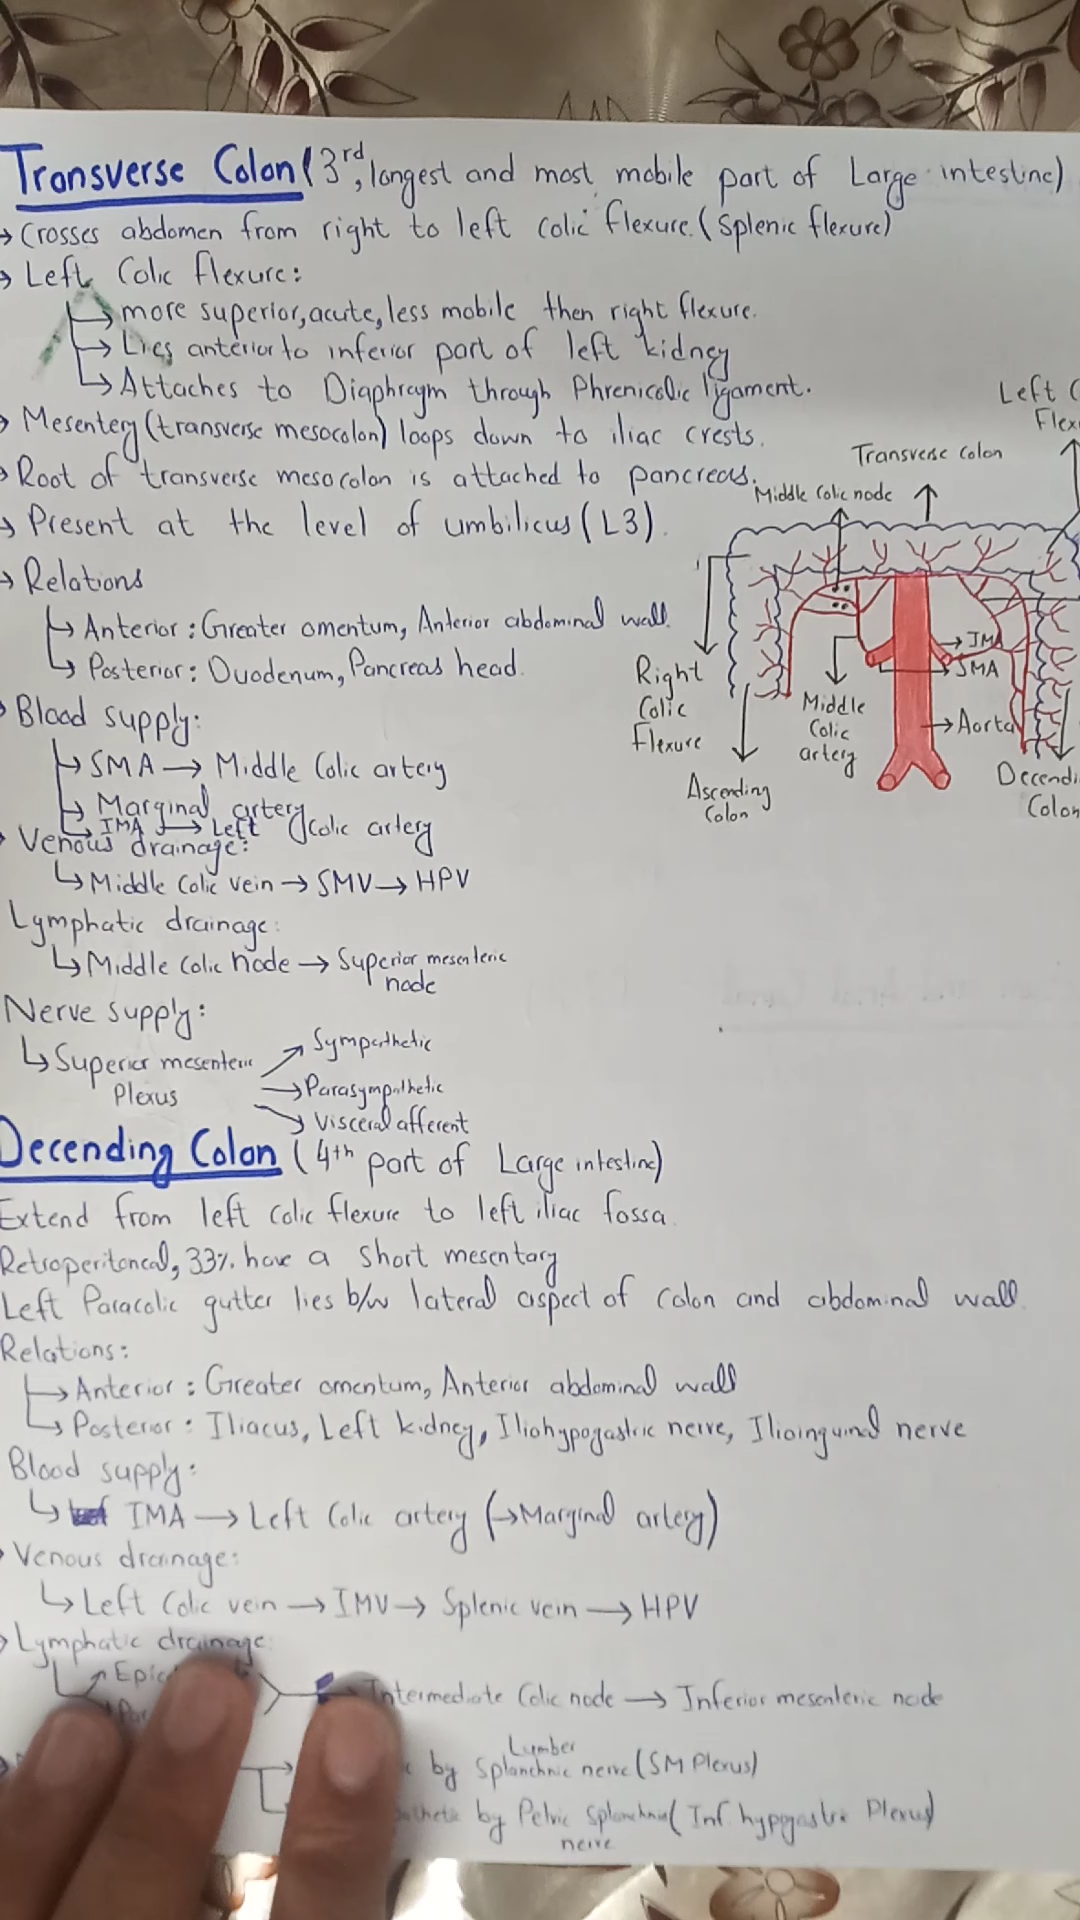 Transverse Colon (3rd, longest and most mobile part of Large intestine)
→ Crosses abdomen from right to left colic flexure. (Splenic flexure)
→ Left Colic flexure:
↳ more superior, acute, less mobile then right flexure.
↳ Lies anterior to inferior part of left kidney
↳ Attaches to Diaphragm through Phrenicolic ligament.
→ Mesentery (transverse mesocolon) loops down to iliac crests.
→ Root of transverse mesocolon is attached to pancreas.
→ Present at the level of umbilicus (L3).
→ Relations
↳ Anterior : Greater omentum, Anterior abdominal wall.
↳ Posterior : Duodenum, Pancreas head.
Blood supply:
↳ SMA → Middle Colic artery
↳ Marginal artery
↳ IMA → Left Colic artery
Venous drainage:
↳ Middle Colic vein → SMV → HPV
Lymphatic drainage:
↳ Middle Colic node → Superior mesenteric node
Nerve supply:
↳ Superior mesenteric Plexus
→ Sympathetic
→ Parasympathetic
→ Visceral afferent
Left C
Flex
Transverse Colon
Middle Colic node
Right
Colic
Flexure
Middle
Colic
artery
IMA
SMA
Aorta
Ascending
Colon
Decendi
Colon
Decending Colon (4th part of Large intestine)
Extend from left colic flexure to left iliac fossa.
Retroperitoneal, 33% have a short mesentary
Left Paracolic gutter lies b/w lateral aspect of colon and abdominal wall.
Relations:
↳ Anterior : Greater omentum, Anterior abdominal wall
↳ Posterior : Iliacus, Left kidney, Iliohypogastric nerve, Ilioinguinal nerve
Blood supply:
↳ IMA → Left Colic artery (→ Marginal artery)
Venous drainage:
↳ Left Colic vein → IMV → Splenic vein → HPV
Lymphatic drainage:
Epic
Intermediate Colic node → Inferior mesenteric node
by Lumber Splanchnic nerve (SM Plexus)
by Pelvic Splanchnic nerve (Inf. hypogastric Plexus)